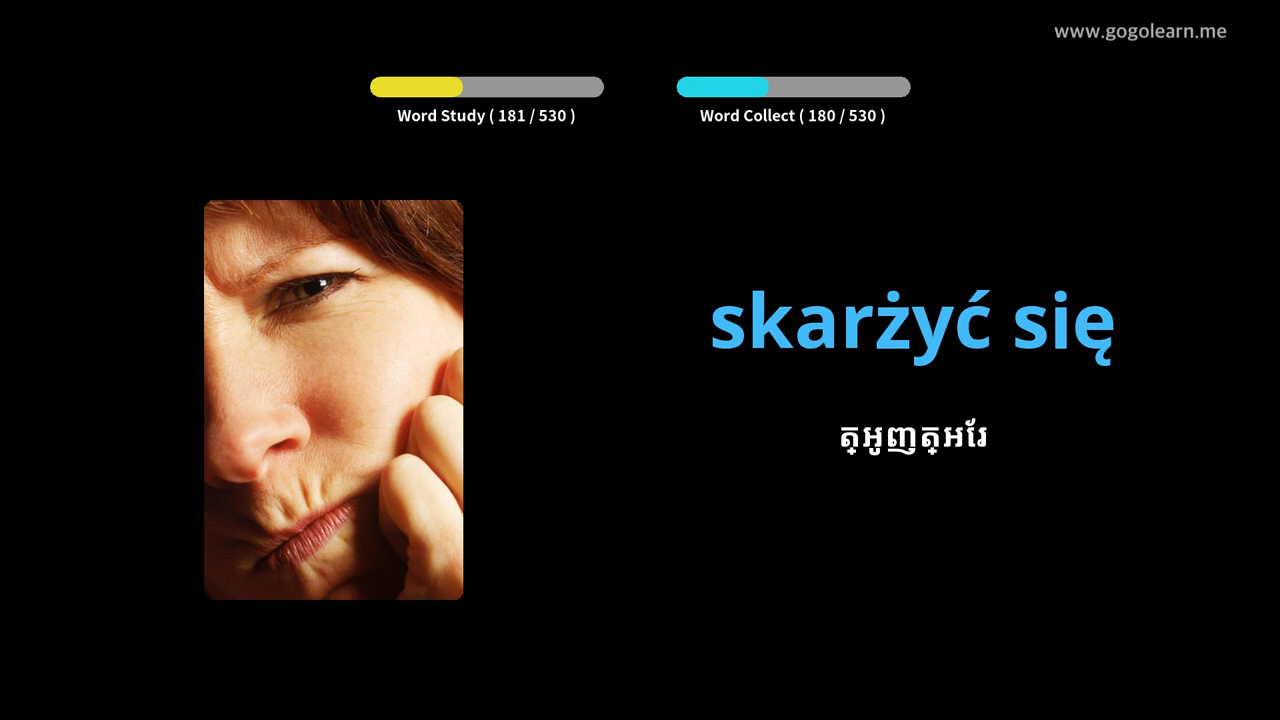 www.gogolearn.me
Word Study ( 181 / 530 )
Word Collect ( 180 / 530 )
skarżyć się
ត្អូញត្អរែ